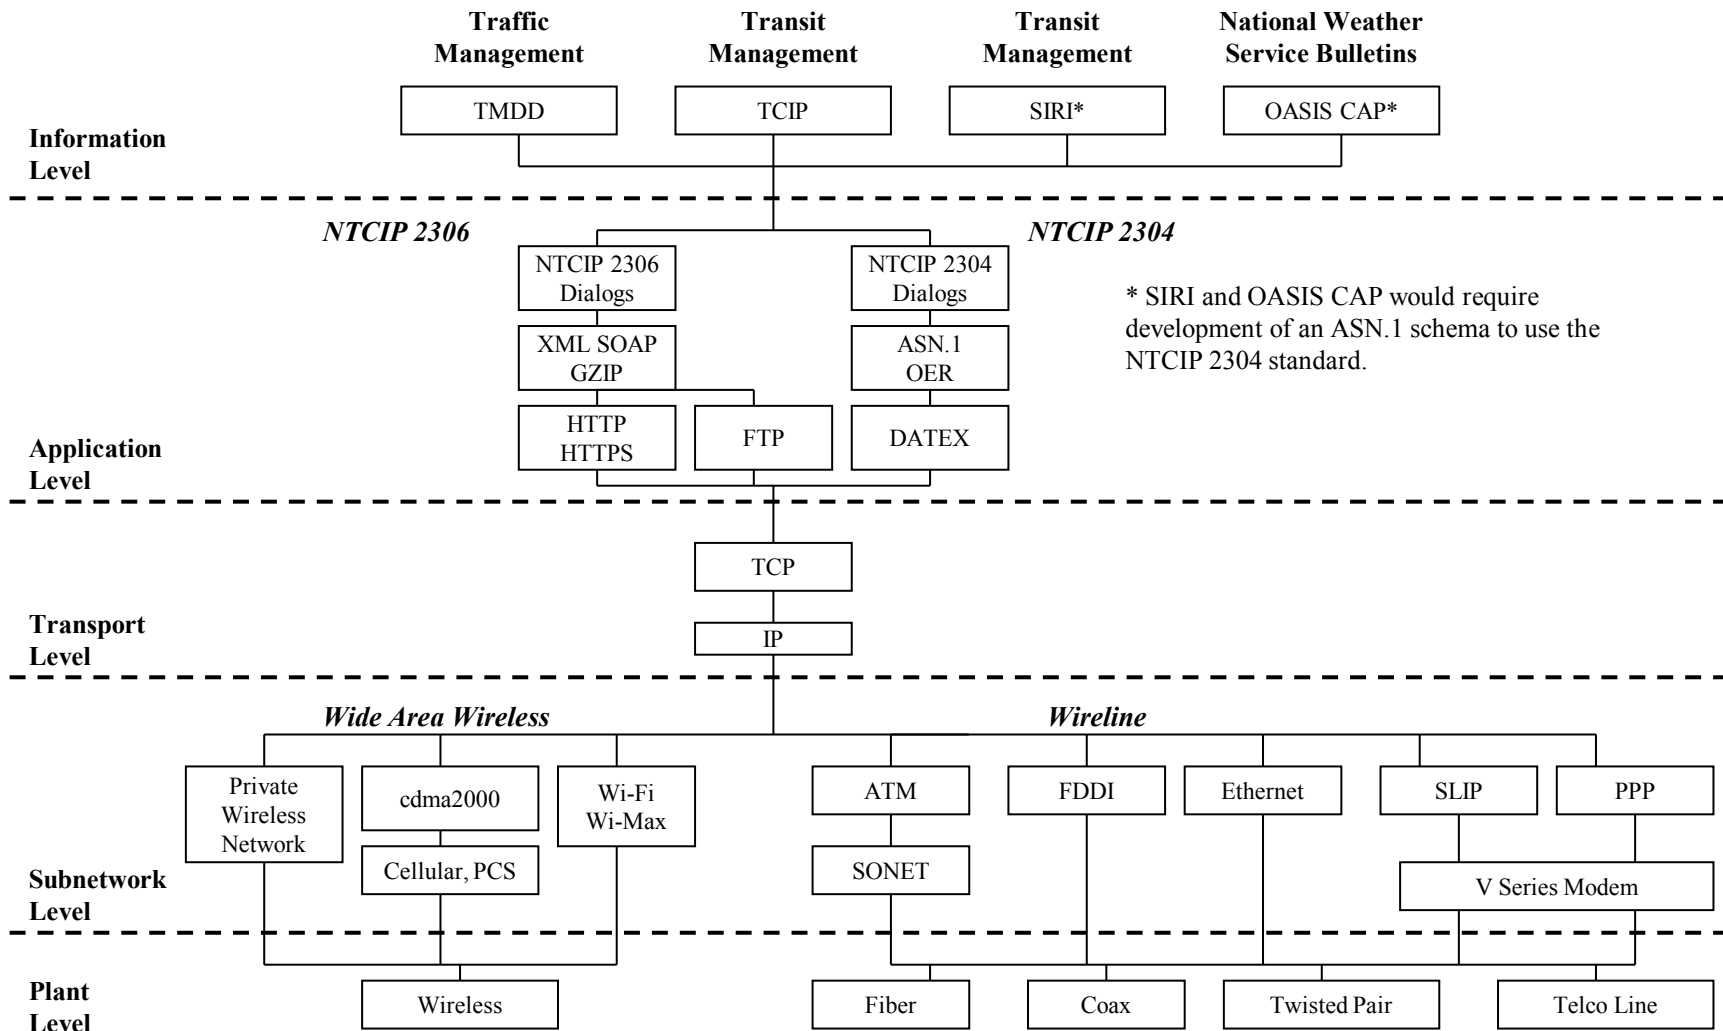 Traffic
Management
Transit
Management
Transit
Management
National Weather
Service Bulletins
TMDD
TCIP
SIRI*
OASIS CAP*
Information
Level
NTCIP 2306
NTCIP 2304
NTCIP 2306
Dialogs
NTCIP 2304
Dialogs
* SIRI and OASIS CAP would require
development of an ASN.1 schema to use the
NTCIP 2304 standard.
XML SOAP
GZIP
ASN.1
OER
HTTP
HTTPS
FTP
DATEX
Application
Level
TCP
IP
Transport
Level
Wide Area Wireless
Wireline
Private
Wireless
Network
cdma2000
Wi-Fi
Wi-Max
ATM
FDDI
Ethernet
SLIP
PPP
Cellular, PCS
SONET
V Series Modem
Subnetwork
Level
Wireless
Fiber
Coax
Twisted Pair
Telco Line
Plant
Level